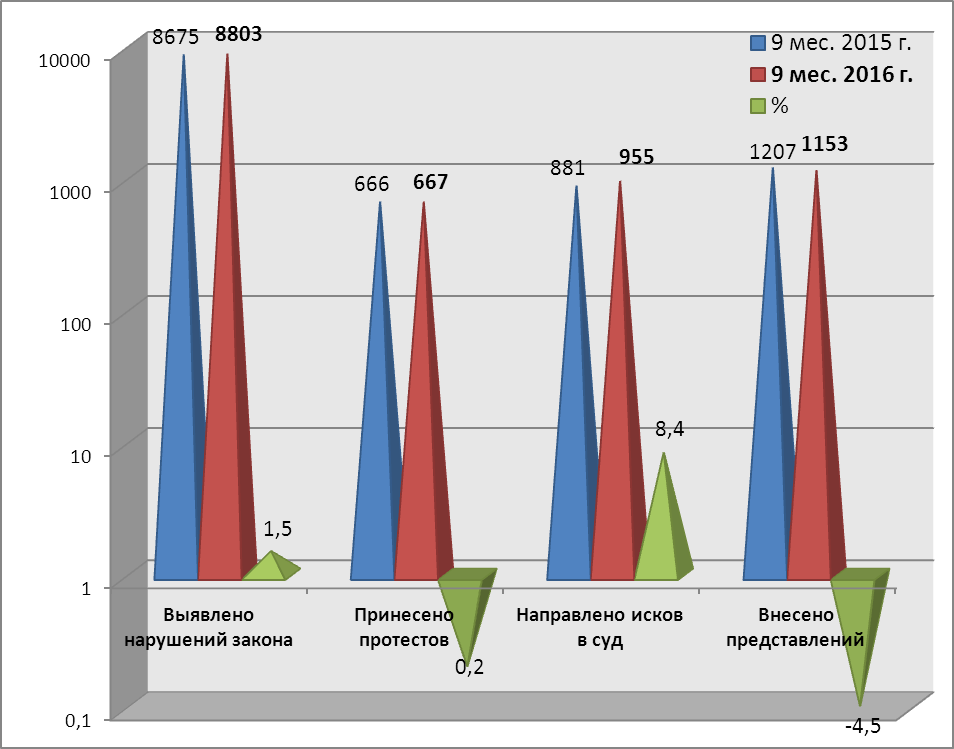 8675
8803
9 мес. 2015 г.
9 мес. 2016 г.
%
10000
1000
100
10
1
0,1
666
667
881
955
1207
1153
1,5
0,2
8,4
-4,5
Выявлено
нарушений закона
Принесено
протестов
Направлено исков
в суд
Внесено
представлений